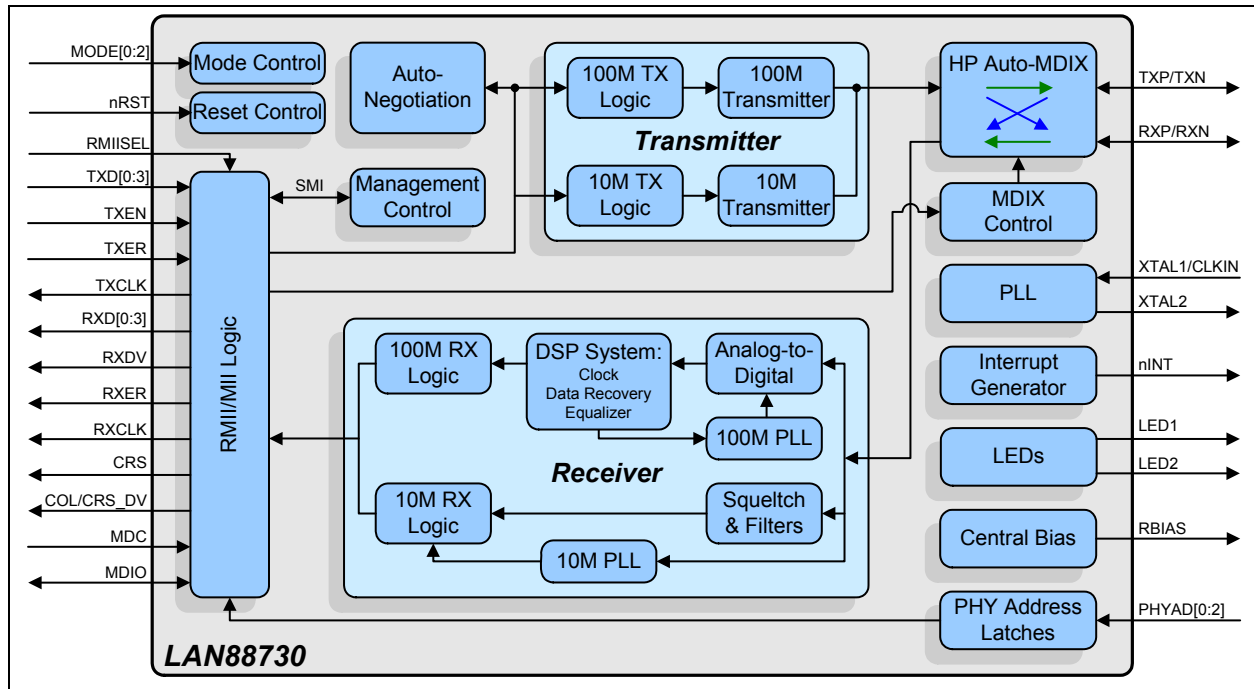 MODE[0:2]
nRST
RMIISEL
TXD[0:3]
TXEN
TXER
TXCLK
RXD[0:3]
RXDV
RXER
RXCLK
CRS
COL/CRS_DV
MDC
MDIO
Mode Control
Reset Control
RMII/MII Logic
Auto-
Negotiation
SMI
Management
Control
100M TX
Logic
100M
Transmitter
Transmitter
10M TX
Logic
10M
Transmitter
HP Auto-MDIX
MDIX
Control
TXP/TXN
RXP/RXN
PLL
XTAL1/CLKIN
XTAL2
Interrupt
Generator
nINT
LEDs
LED1
LED2
Central Bias
RBIAS
PHY Address
Latches
PHYAD[0:2]
100M RX
Logic
DSP System:
Clock
Data Recovery
Equalizer
Analog-to-
Digital
100M PLL
Receiver
10M RX
Logic
Squeltch
& Filters
10M PLL
LAN88730